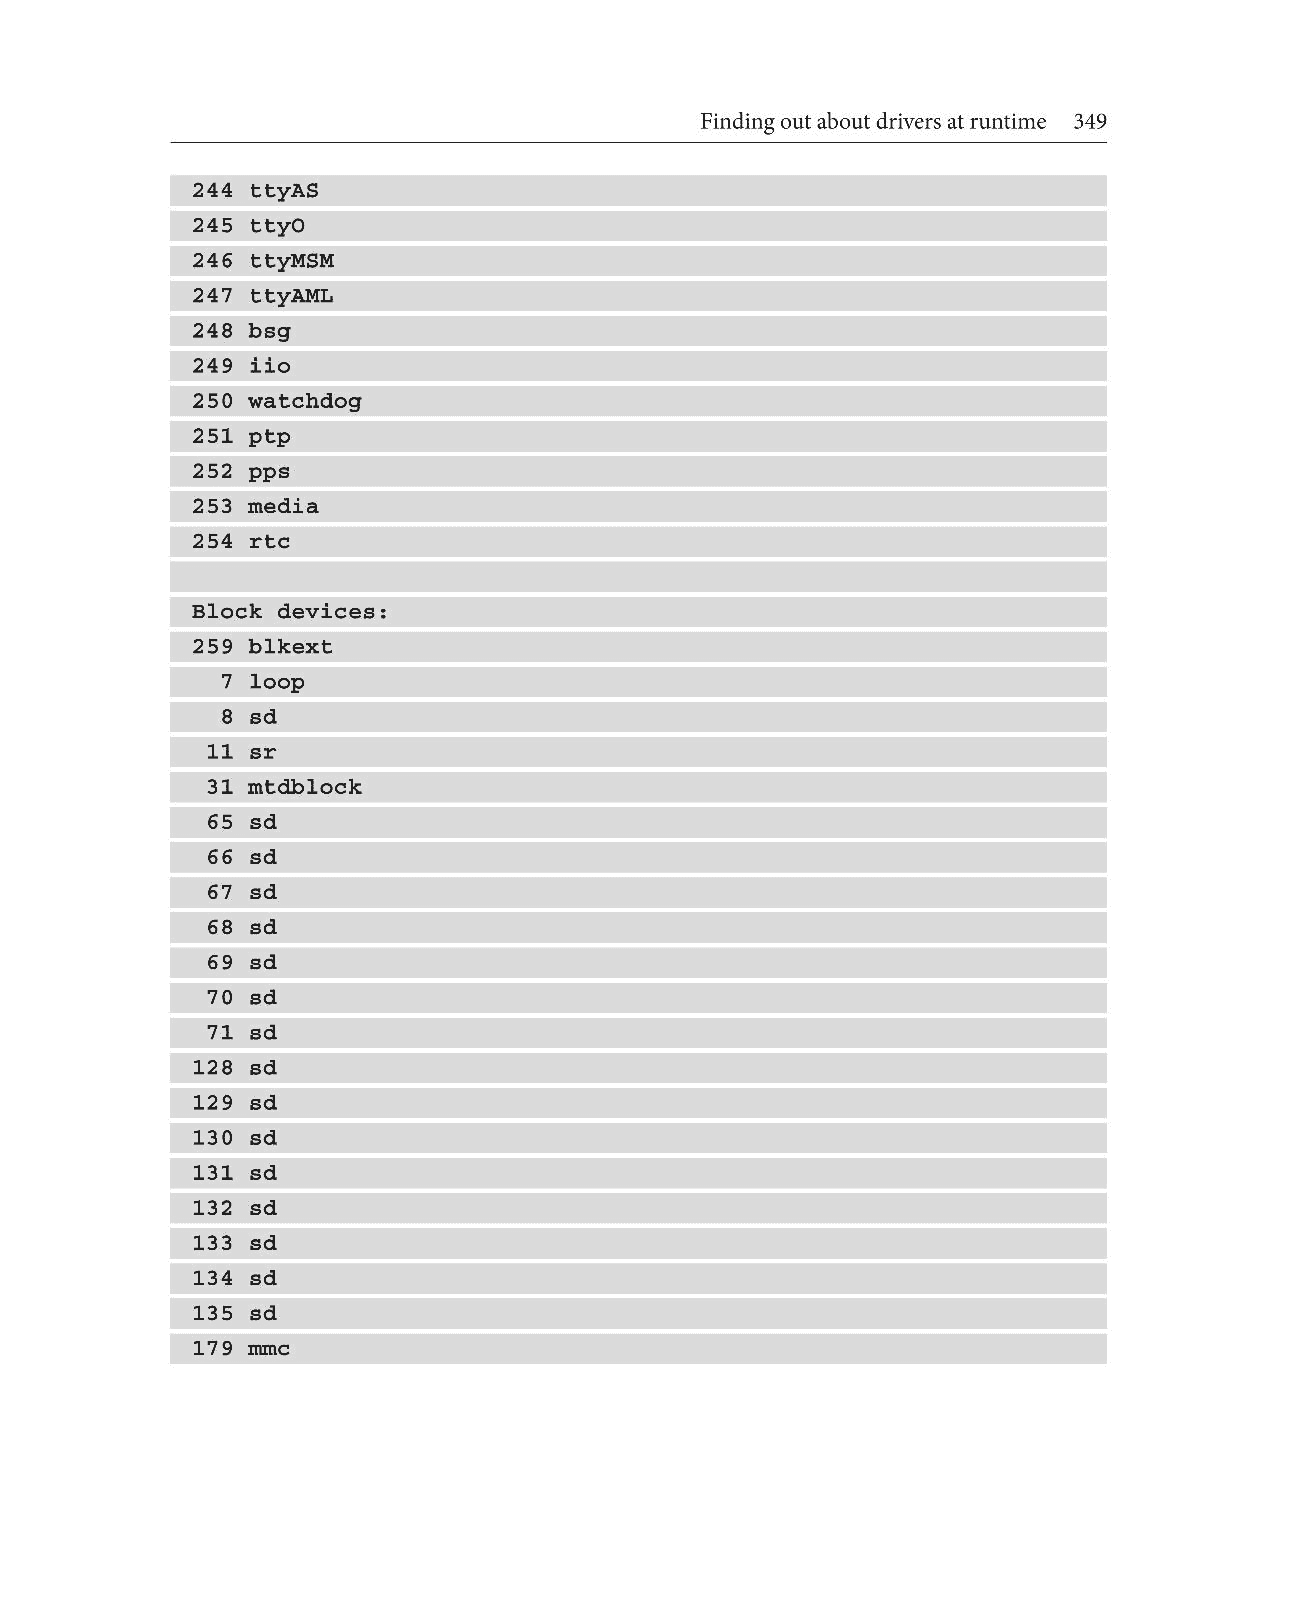 Finding out about drivers at runtime 349
244 ttyAS
245 ttyO
246 ttyMSM
247 ttyAML
248 bsg
249 iio
250 watchdog
251 ptp
252 pps
253 media
254 rtc
Block devices:
259 blkext
7 loop
8 sd
11 sr
31 mtdblock
65 sd
66 sd
67 sd
68 sd
69 sd
70 sd
71 sd
128 sd
129 sd
130 sd
131 sd
132 sd
133 sd
134 sd
135 sd
179 mmc